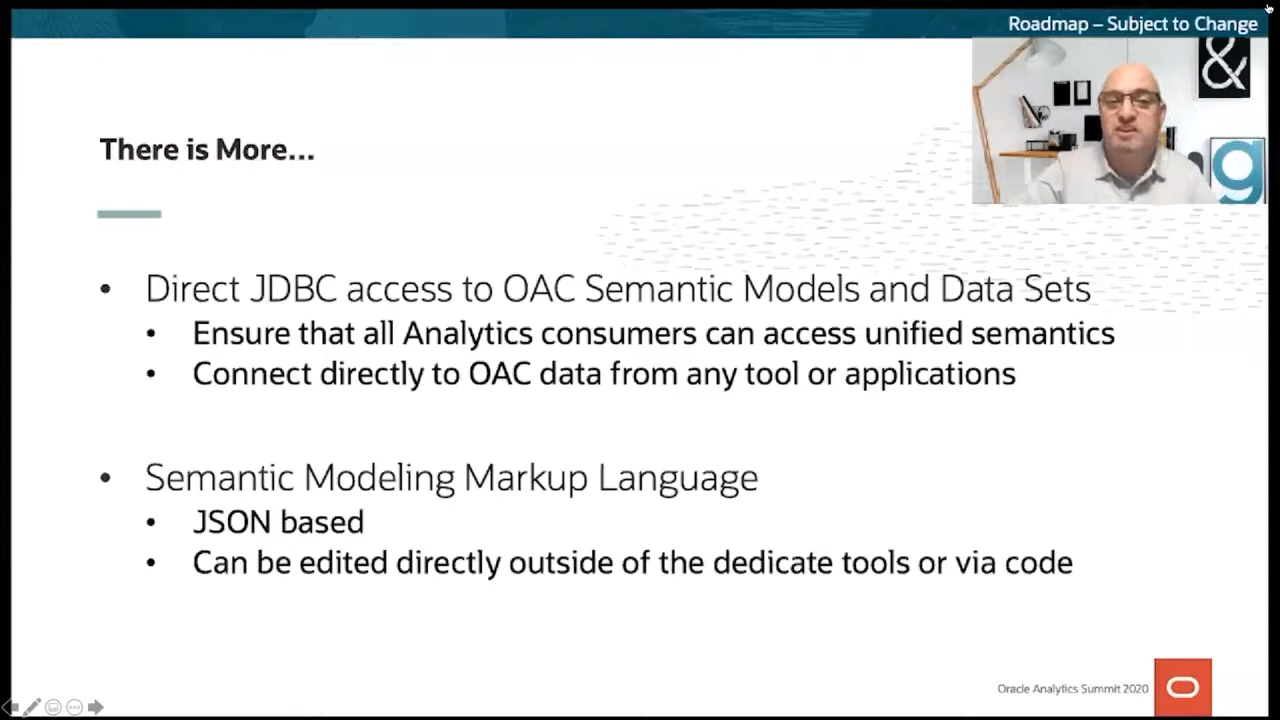 Roadmap – Subject to Change
&
g
There is More...
• Direct JDBC access to OAC Semantic Models and Data Sets
• Ensure that all Analytics consumers can access unified semantics
• Connect directly to OAC data from any tool or applications
• Semantic Modeling Markup Language
• JSON based
• Can be edited directly outside of the dedicate tools or via code
Oracle Analytics Summit 2020